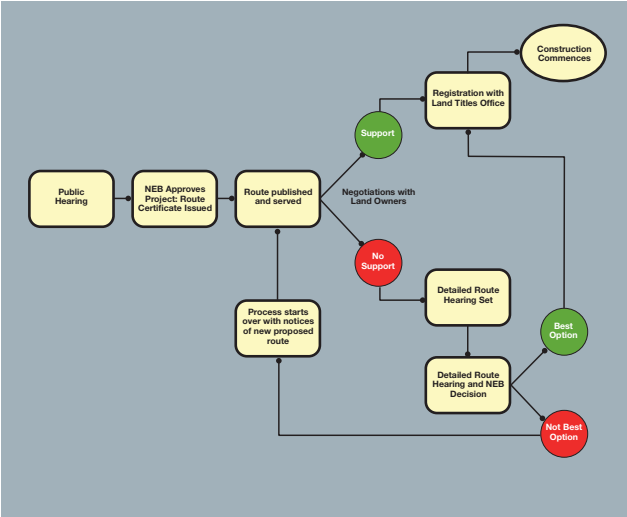 Public
Hearing
NEB Approves
Project: Route
Certificate Issued
Route published
and served
Negotiations with
Land Owners
Support
Registration with
Land Titles Office
Construction
Commences
No
Support
Detailed Route
Hearing Set
Detailed Route
Hearing and NEB
Decision
Best
Option
Not Best
Option
Process starts
over with notices
of new proposed
route